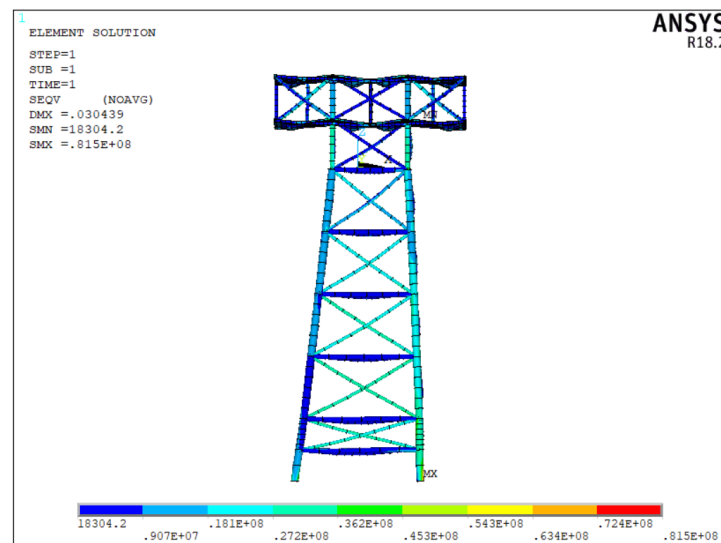 1
ELEMENT SOLUTION
ANSYS
R18.2
STEP=1
SUB =1
TIME=1
SEQV (NOAVG)
DMX =.030439
SMN =18304.2
SMX =.815E+08
MN
X
MX
18304.2 .181E+08 .362E+08 .543E+08 .724E+08
.907E+07 .272E+08 .453E+08 .634E+08 .815E+08